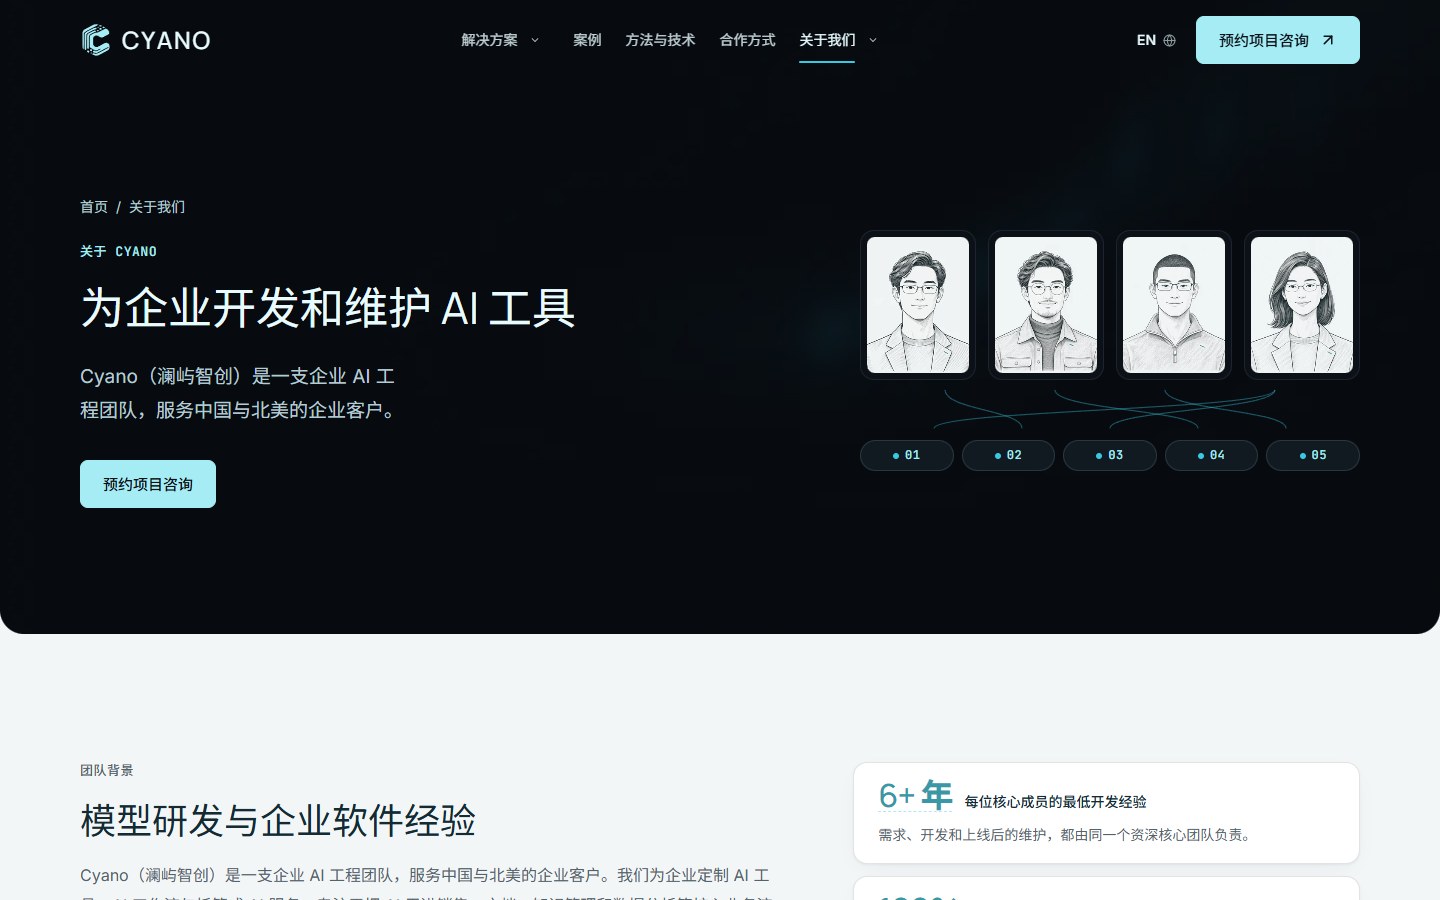 CYANO
解决方案
案例
方法与技术
合作方式
关于我们
EN
预约项目咨询
首页 / 关于我们
关于 CYANO
为企业开发和维护 AI 工具
Cyano（澜屿智创）是一支企业 AI 工
程团队，服务中国与北美的企业客户。
预约项目咨询
01
02
03
04
05
团队背景
模型研发与企业软件经验
Cyano（澜屿智创）是一支企业 AI 工程团队，服务中国与北美的企业客户。我们为企业定制 AI 工
6+ 年 每位核心成员的最低开发经验
需求、开发和上线后的维护，都由同一个资深核心团队负责。